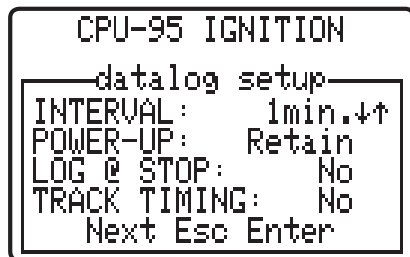 CPU-95 IGNITION
datalog setup
INTERVAL: 1min.↓↑
POWER-UP: Retain
LOG @ STOP: No
TRACK TIMING: No
Next Esc Enter